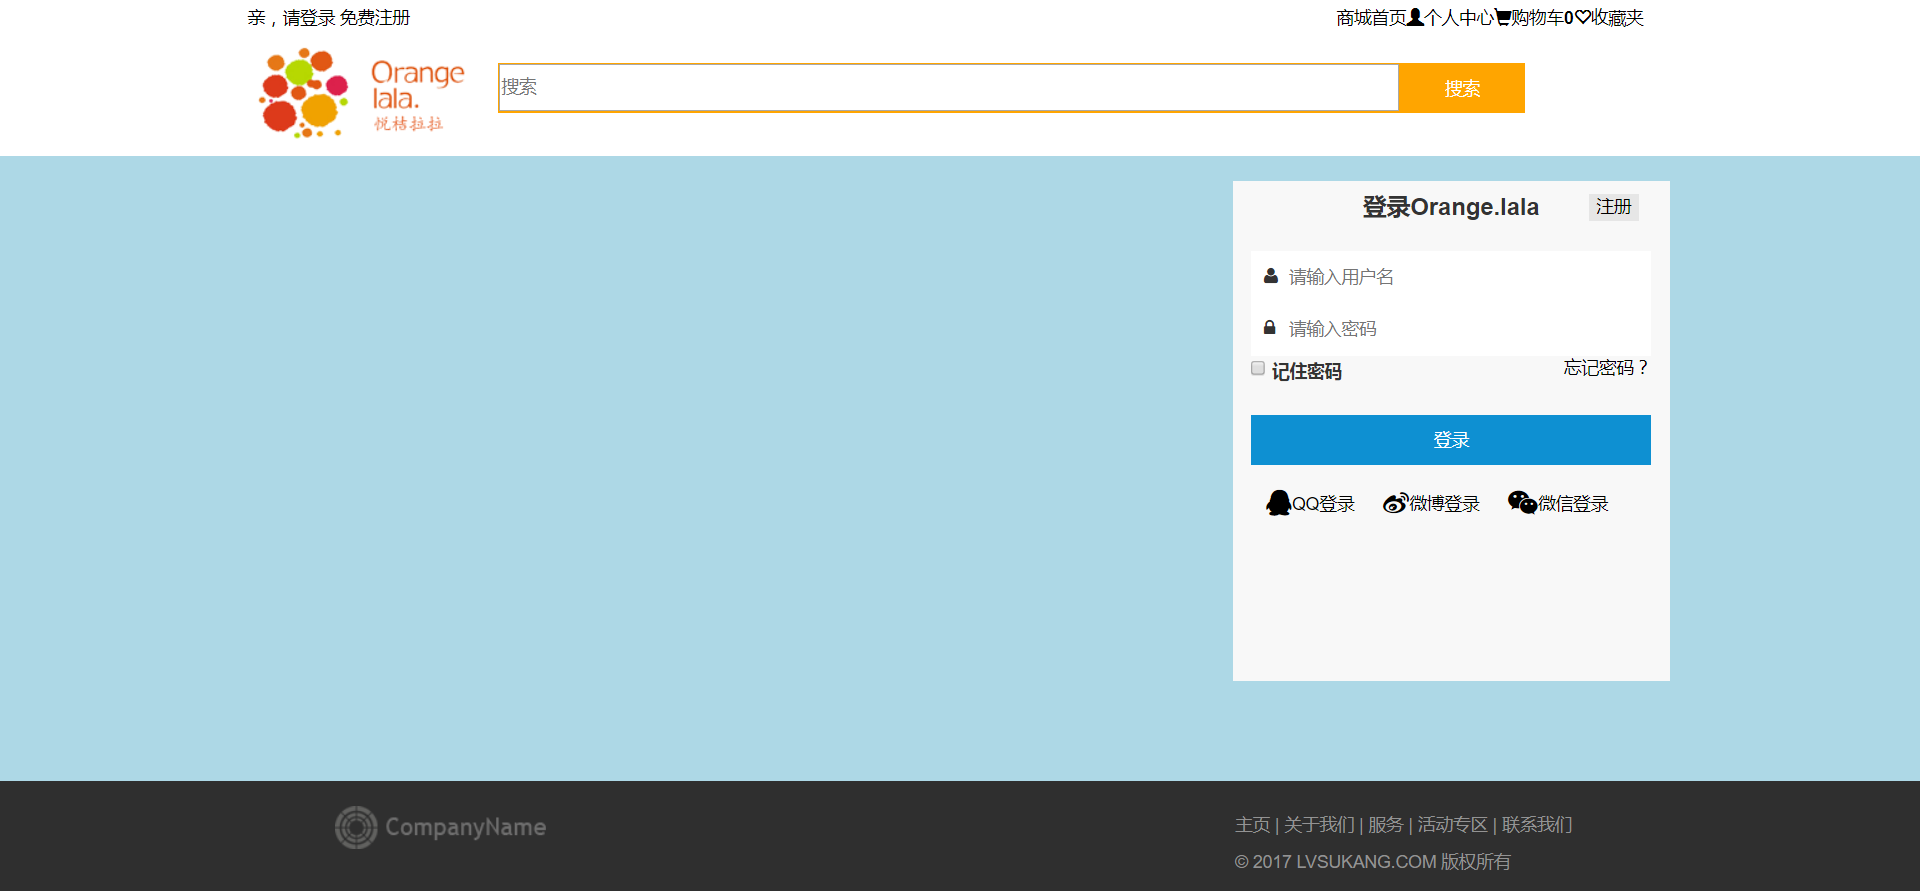 亲，请登录 免费注册
商城首页个人中心购物车0收藏夹
Orange
lala.
悦桔拉拉
搜索
搜索
登录Orange.lala
注册
请输入用户名
请输入密码
记住密码
忘记密码？
登录
QQ登录 微博登录 微信登录
CompanyName
主页 | 关于我们 | 服务 | 活动专区 | 联系我们
© 2017 LVSUKANG.COM 版权所有